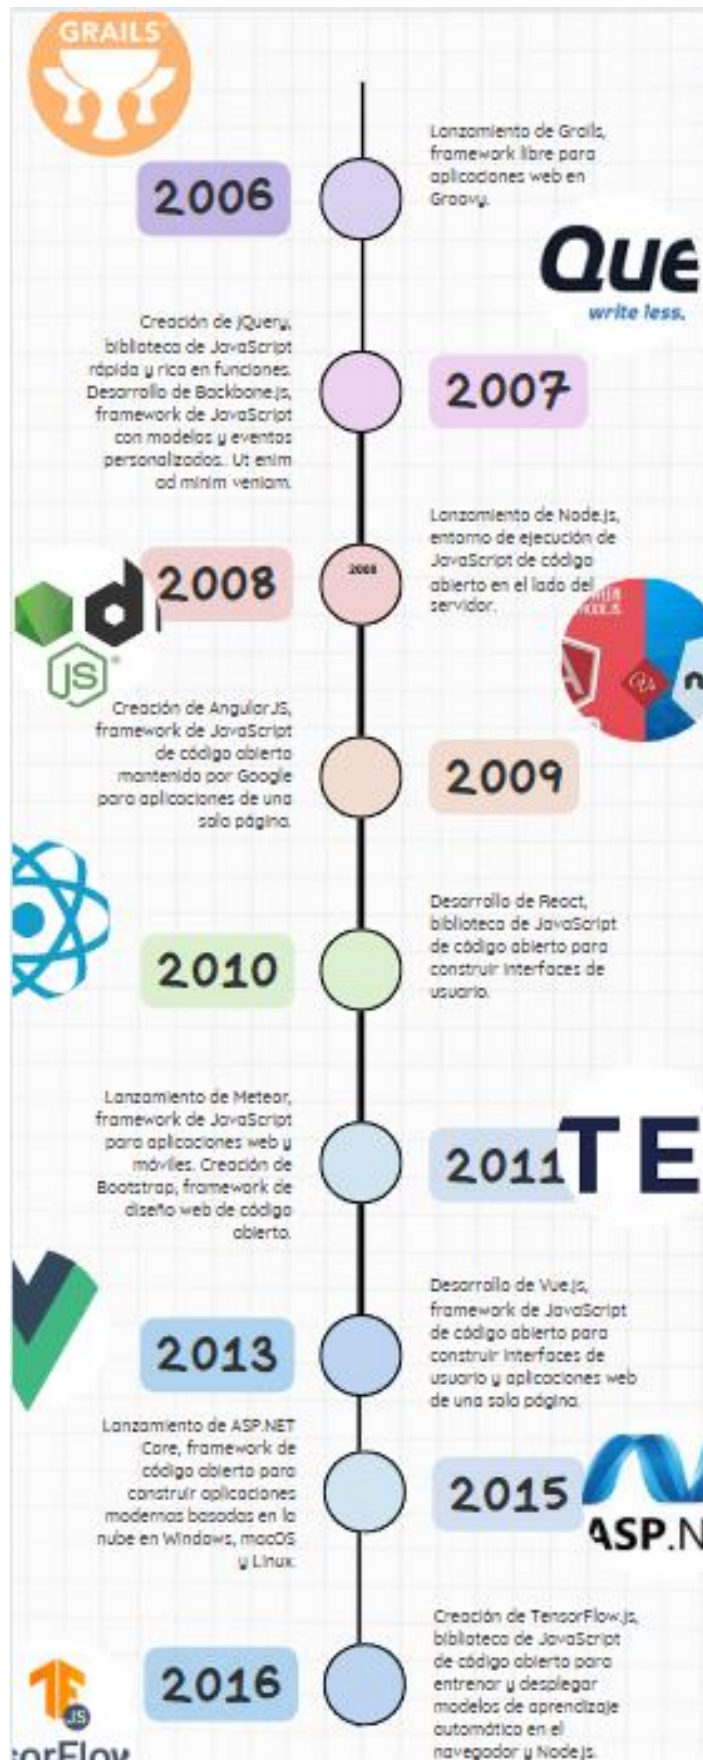 GRAILS
Lanzamiento de Grails,
framework libre para
aplicaciones web en
Groovy.
2006
Que
write less.
Creación de jQuery,
biblioteca de JavaScript
rápida y rica en funciones.
Desarrollo de Backbone.js,
framework de JavaScript
con modelos y eventos
personalizados.. Ut enim
ad minim veniam.
2007
Lanzamiento de Node.js,
entorno de ejecución de
JavaScript de código
abierto en el lado del
servidor.
2008
2008
JS
Creación de AngularJS,
framework de JavaScript
de código abierto
mantenido por Google
para aplicaciones de una
sola página.
2009
Desarrollo de React,
biblioteca de JavaScript
de código abierto para
construir interfaces de
usuario.
2010
Lanzamiento de Meteor,
framework de JavaScript
para aplicaciones web y
móviles. Creación de
Bootstrap, framework de
diseño web de código
abierto.
2011
TE
Desarrollo de Vue.js,
framework de JavaScript
de código abierto para
construir interfaces de
usuario y aplicaciones web
de una sola página.
2013
Lanzamiento de ASP.NET
Core, framework de
código abierto para
construir aplicaciones
modernas basadas en la
nube en Windows, macOS
y Linux.
2015
ASP.N
Creación de TensorFlow.js,
biblioteca de JavaScript
de código abierto para
entrenar y desplegar
modelos de aprendizaje
automático en el
navegador y Node.js.
2016
JS
sorFlow